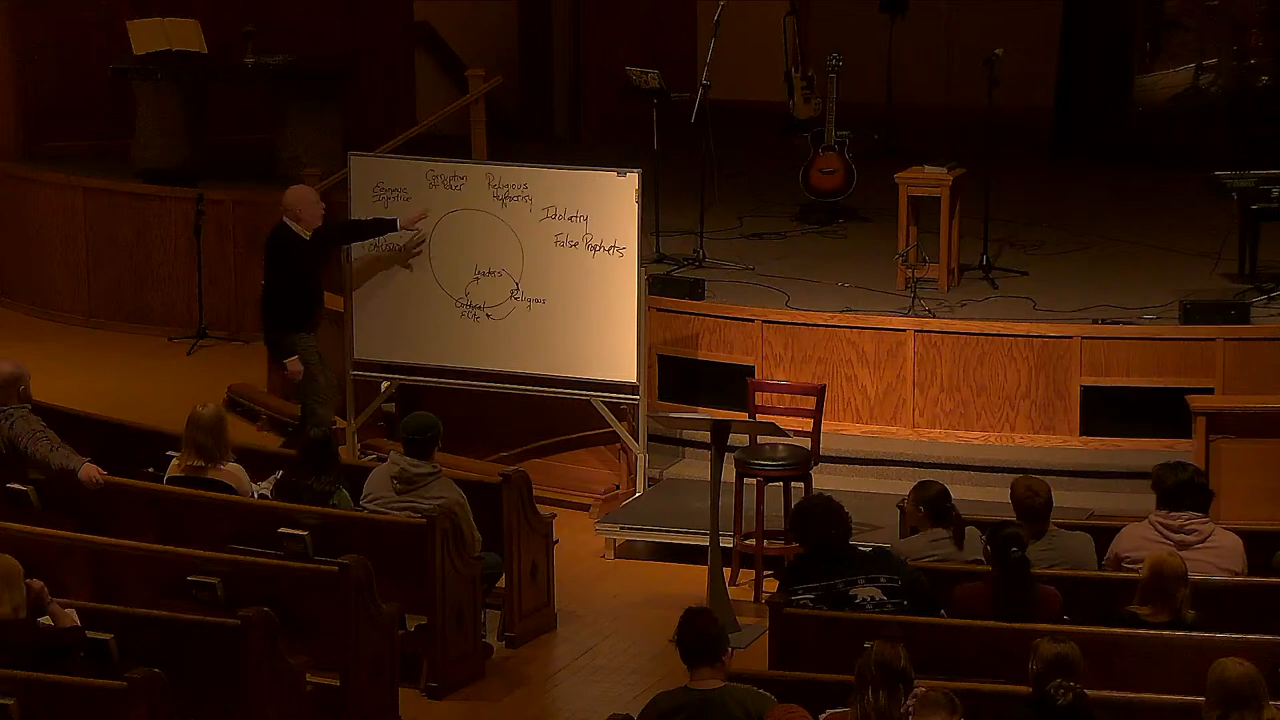 Economic
Injustice
Corruption
of Power
Religious
Hypocrisy
Idolatry
False Prophets
Leaders
Religious
Cultural
Elite